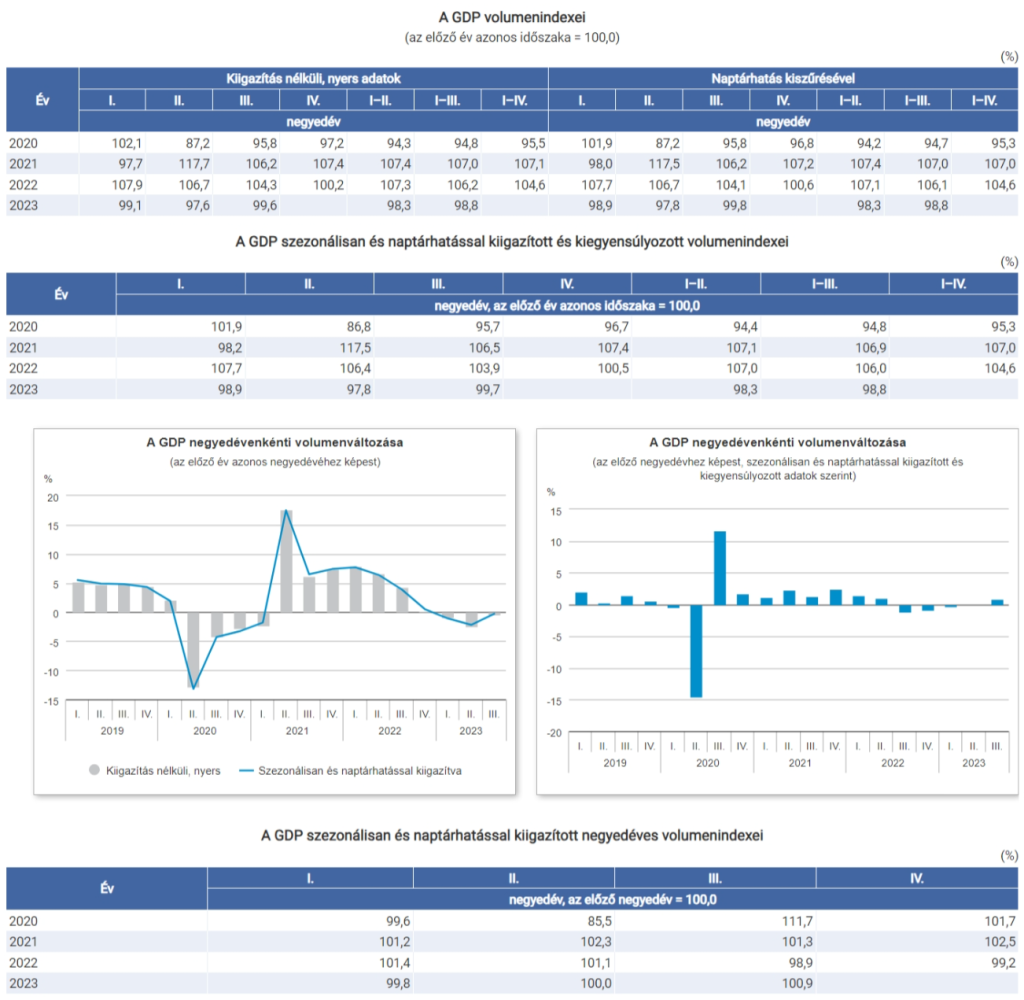 A GDP volumenindexei
(az előző év azonos időszaka = 100,0)
(%)
Év Kiigazítás nélküli, nyers adatok Naptárhatás kiszűrésével
I. II. III. IV. I–II. I–III. I–IV. I. II. III. IV. I–II. I–III. I–IV.
negyedév negyedév
2020 102,1 87,2 95,8 97,2 94,3 94,8 95,5 101,9 87,2 95,8 96,8 94,2 94,7 95,3
2021 97,7 117,7 106,2 107,4 107,4 107,0 107,1 98,0 117,5 106,2 107,2 107,4 107,0 107,0
2022 107,9 106,7 104,3 100,2 107,3 106,2 104,6 107,7 106,7 104,1 100,6 107,1 106,1 104,6
2023 99,1 97,6 99,6 98,3 98,8 98,9 97,8 99,8 98,3 98,8
A GDP szezonálisan és naptárhatással kiigazított és kiegyensúlyozott volumenindexei
(%)
Év I. II. III. IV. I–II. I–III. I–IV.
negyedév, az előző év azonos időszaka = 100,0
2020 101,9 86,8 95,7 96,7 94,4 94,8 95,3
2021 98,2 117,5 106,5 107,4 107,1 106,9 107,0
2022 107,7 106,4 103,9 100,5 107,0 106,0 104,6
2023 98,9 97,8 99,7 98,3 98,8
A GDP negyedévenkénti volumenváltozása
(az előző év azonos negyedévéhez képest)
%
20
15
10
5
0
-5
-10
-15
I. II. III. IV. I. II. III. IV. I. II. III. IV. I. II. III. IV. I. II. III.
2019 2020 2021 2022 2023
Kiigazítás nélküli, nyers Szezonálisan és naptárhatással kiigazítva
A GDP negyedévenkénti volumenváltozása
(az előző negyedévhez képest, szezonálisan és naptárhatással kiigazított és
kiegyensúlyozott adatok szerint)
%
15
10
5
0
-5
-10
-15
-20
I. II. III. IV. I. II. III. IV. I. II. III. IV. I. II. III. IV. I. II. III.
2019 2020 2021 2022 2023
A GDP szezonálisan és naptárhatással kiigazított negyedéves volumenindexei
(%)
Év I. II. III. IV.
negyedév, az előző negyedév = 100,0
2020 99,6 85,5 111,7 101,7
2021 101,2 102,3 101,3 102,5
2022 101,4 101,1 98,9 99,2
2023 99,8 100,0 100,9